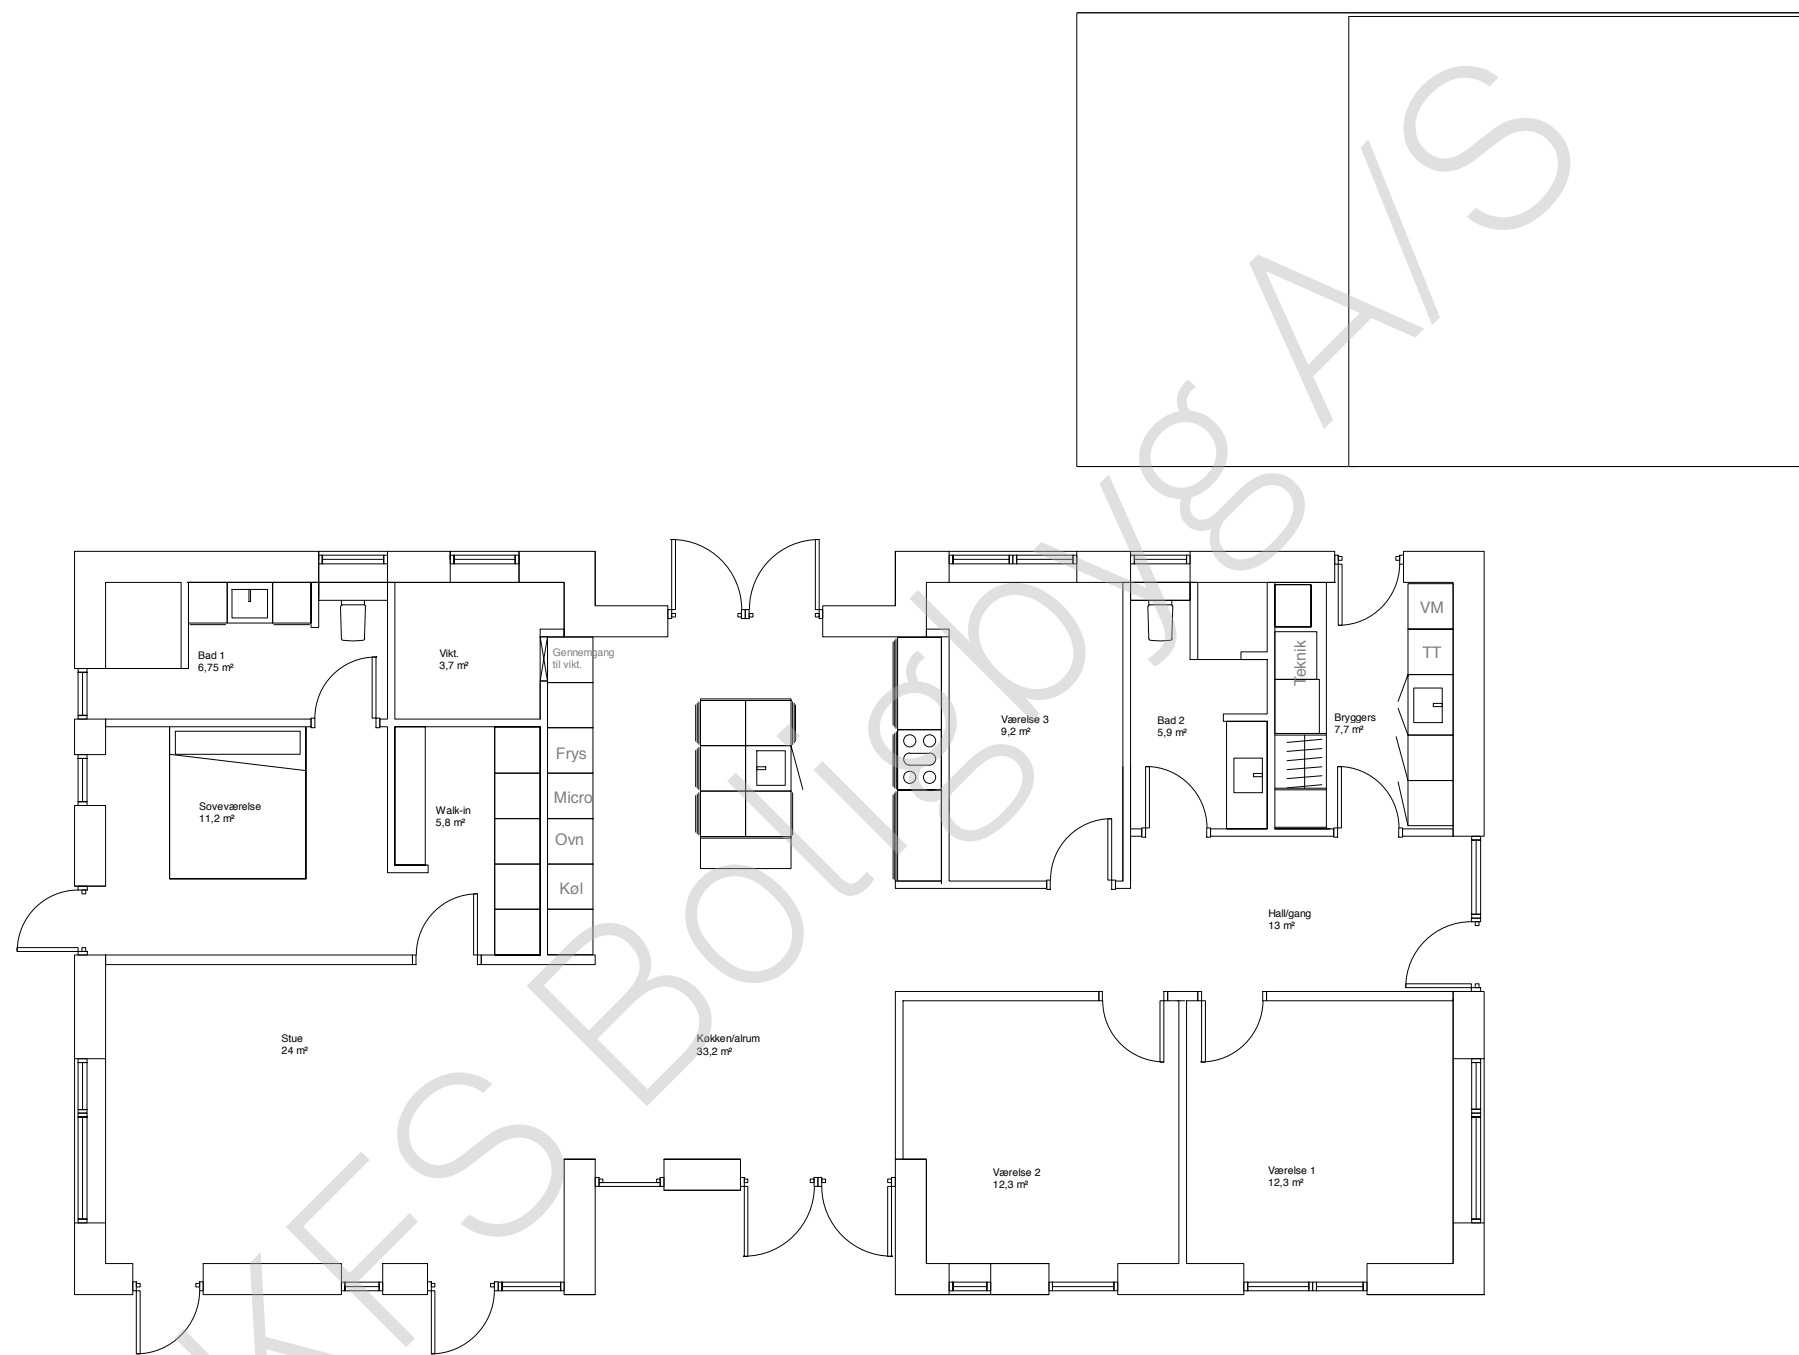 KFS Boligbyg A/S
Bad 1
6,75 m²
Vikt.
3,7 m²
Gennemgang
til vikt.
Frys
Micro
Ovn
Køl
Soveværelse
11,2 m²
Walk-in
5,8 m²
Værelse 3
9,2 m²
Bad 2
5,9 m²
Teknik
Bryggers
7,7 m²
VM
TT
Hall/gang
13 m²
Stue
24 m²
Køkken/alrum
33,2 m²
Værelse 2
12,3 m²
Værelse 1
12,3 m²